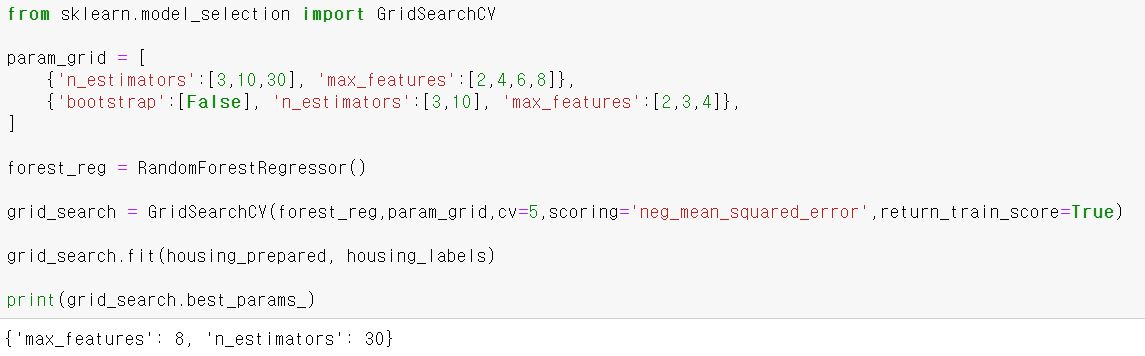 from sklearn.model_selection import GridSearchCV
param_grid = [
{'n_estimators':[3,10,30], 'max_features':[2,4,6,8]},
{'bootstrap':[False], 'n_estimators':[3,10], 'max_features':[2,3,4]},
]
forest_reg = RandomForestRegressor()
grid_search = GridSearchCV(forest_reg,param_grid,cv=5,scoring='neg_mean_squared_error',return_train_score=True)
grid_search.fit(housing_prepared, housing_labels)
print(grid_search.best_params_)
{'max_features': 8, 'n_estimators': 30}